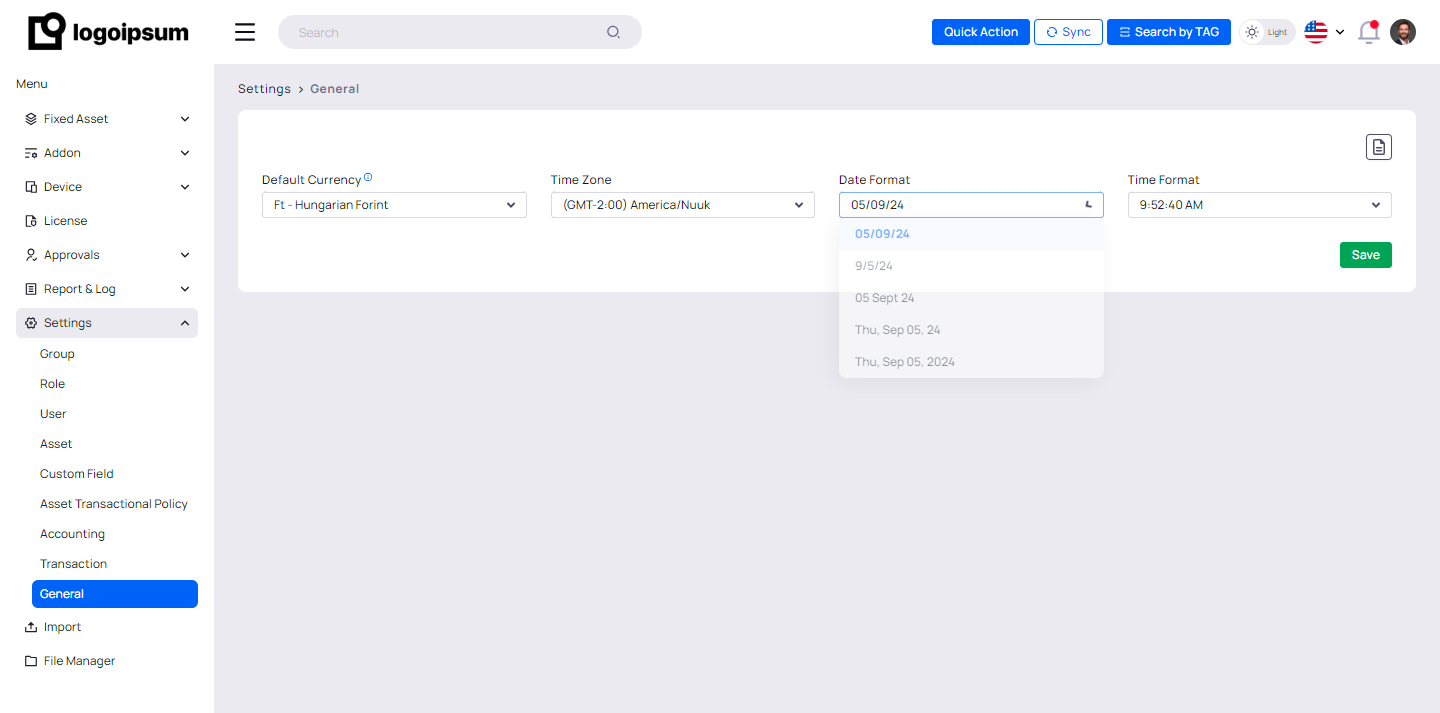 logoipsum
Search
Quick Action
Sync
Search by TAG
Light
Menu
Fixed Asset
Addon
Device
License
Approvals
Report & Log
Settings
Group
Role
User
Asset
Custom Field
Asset Transactional Policy
Accounting
Transaction
General
Import
File Manager
Settings > General
Default Currency
Ft - Hungarian Forint
Time Zone
(GMT-2:00) America/Nuuk
Date Format
05/09/24
05/09/24
9/5/24
05 Sept 24
Thu, Sep 05, 24
Thu, Sep 05, 2024
Time Format
9:52:40 AM
Save